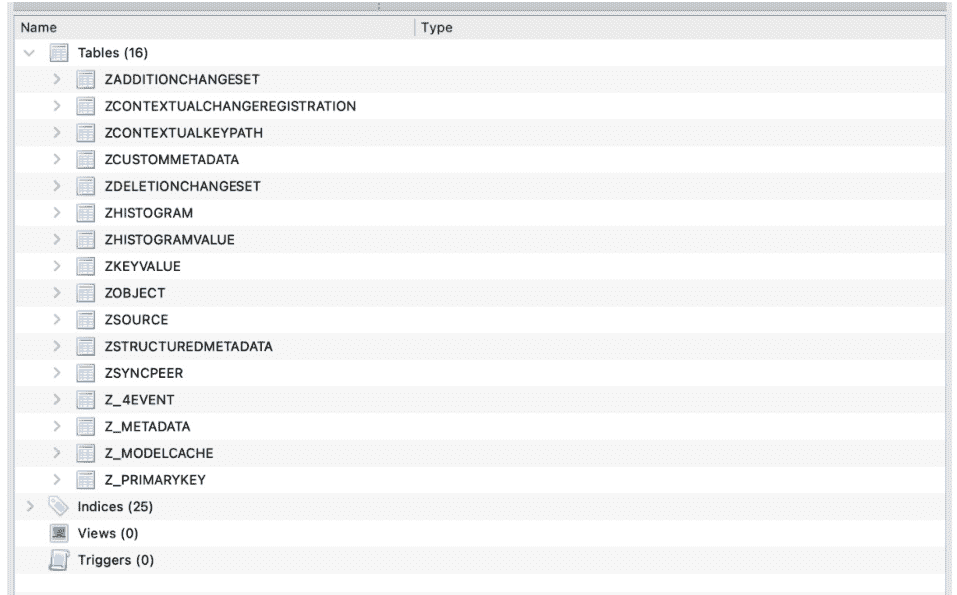 Name Type
Tables (16)
ZADDITIONCHANGESET
ZCONTEXTUALCHANGEREGISTRATION
ZCONTEXTUALKEYPATH
ZCUSTOMMETADATA
ZDELETIONCHANGESET
ZHISTOGRAM
ZHISTOGRAMVALUE
ZKEYVALUE
ZOBJECT
ZSOURCE
ZSTRUCTUREDMETADATA
ZSYNCPEER
Z_4EVENT
Z_METADATA
Z_MODELCACHE
Z_PRIMARYKEY
Indices (25)
Views (0)
Triggers (0)